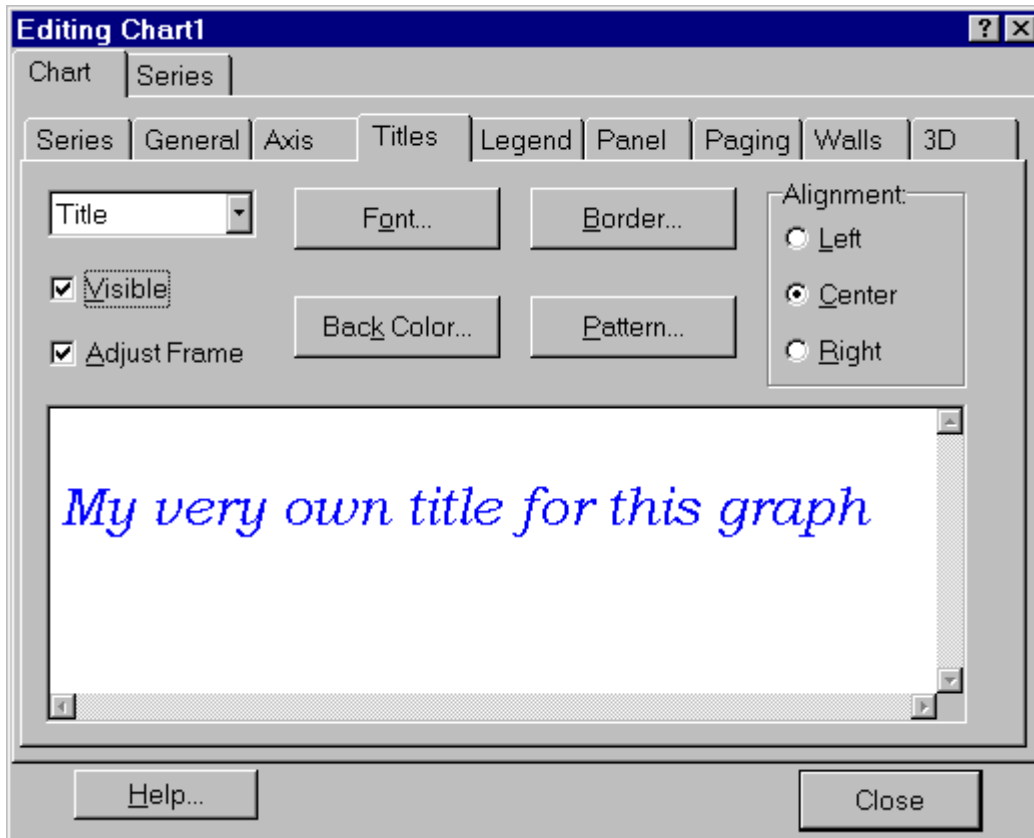 Editing Chart1
Chart Series
Series General Axis Titles Legend Panel Paging Walls 3D
Title Font... Border... Alignment:
Left
Visible Center
Back Color... Pattern...
Adjust Frame Right
My very own title for this graph
Help... Close